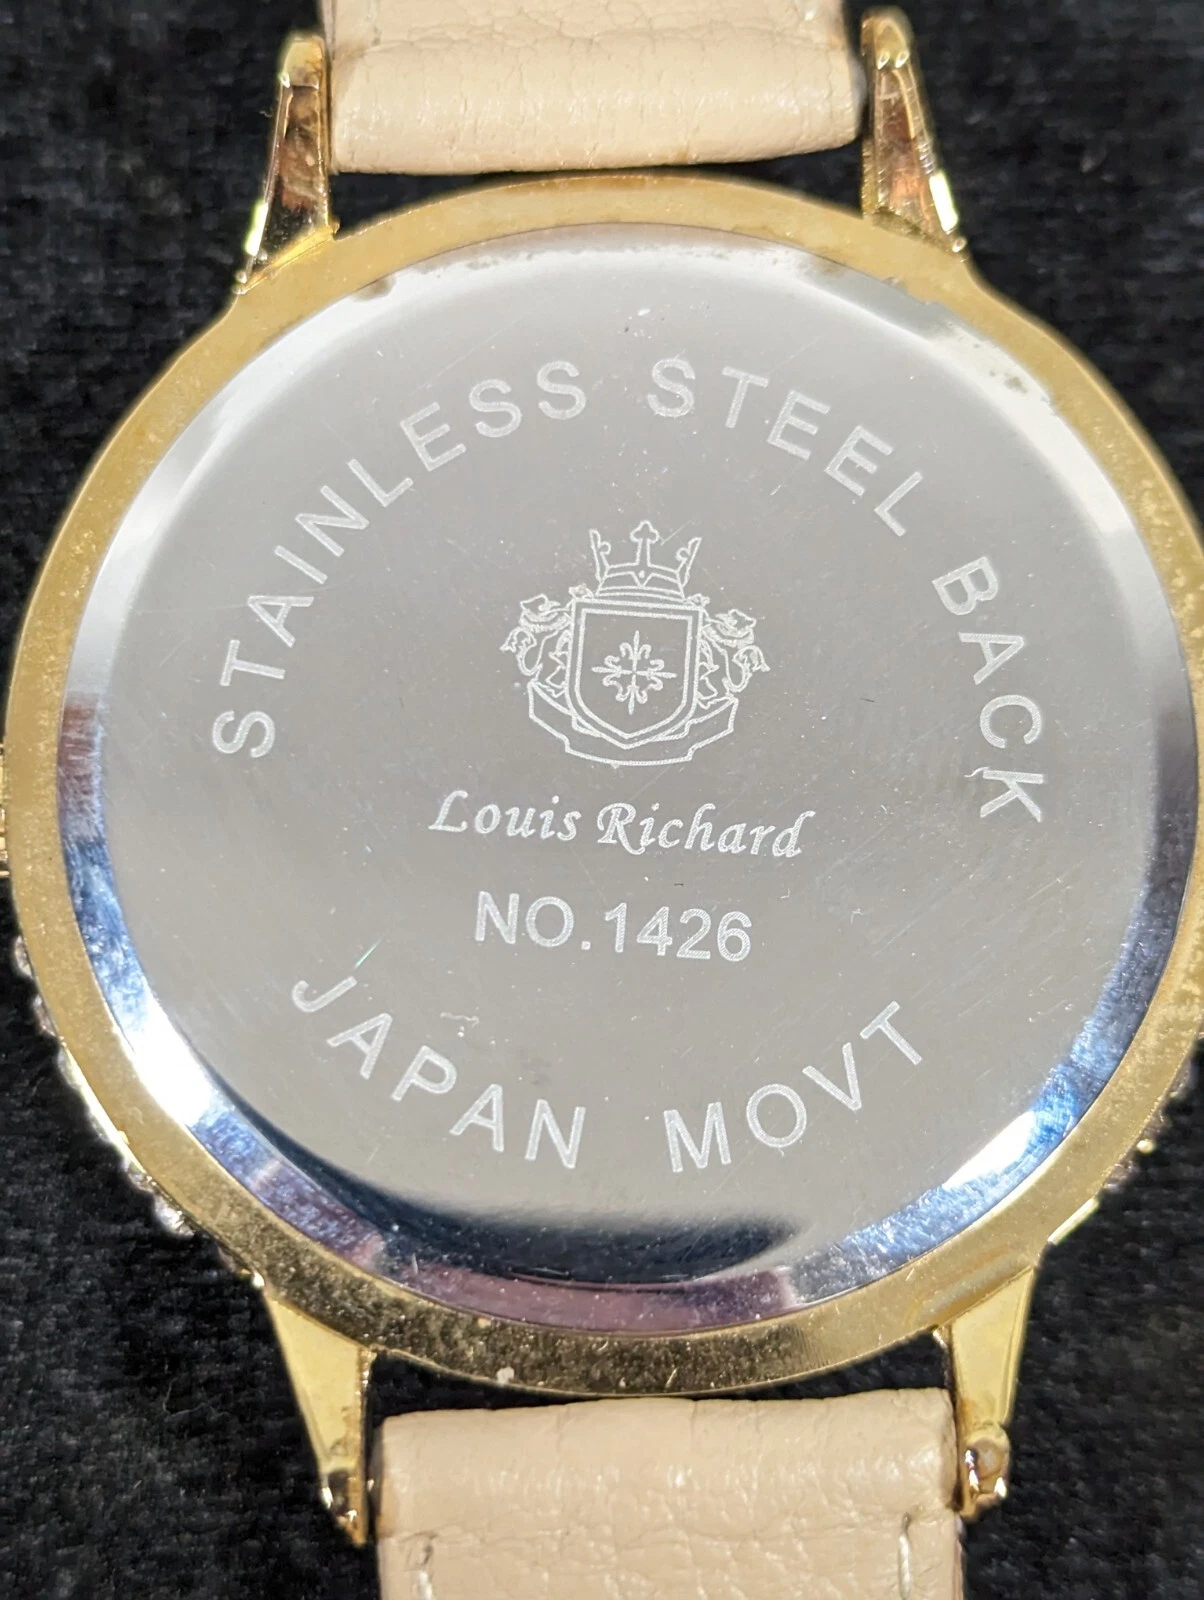 STAINLESS STEEL BACK
Louis Richard
NO.1426
JAPAN MOVT